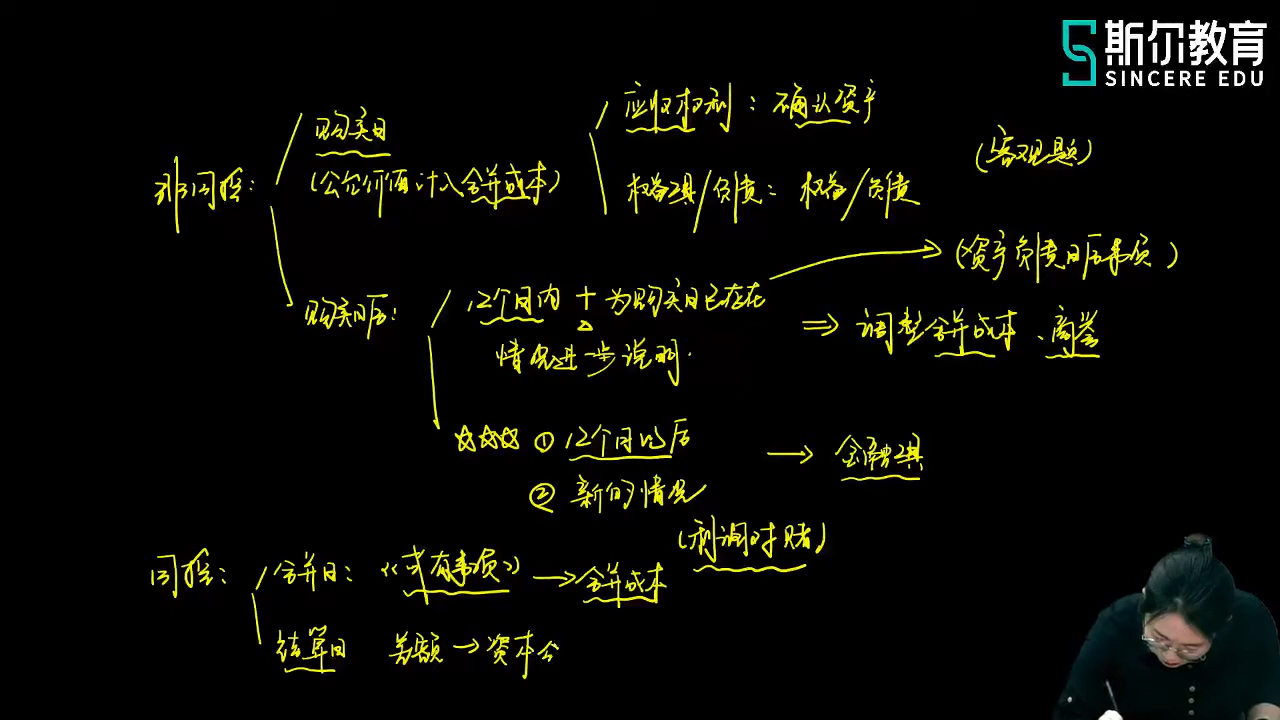 斯尔教育
SINCERE EDU
非同控：
购买日
(公允价值计入合并成本)
应收权利：确认资产
权益工具/负债：权益/负债
(客观题)
购买日后：
12个月内 + 为购买日已存在
情况进一步说明.
(资产负债日后事项)
⇒ 调整合并成本、商誉
☆☆☆ ① 12个月以后
② 新的情况
→ 金融工具
(利润对赌)
同控：
合并日：《或有事项》→合并成本
结算日 差额→资本公